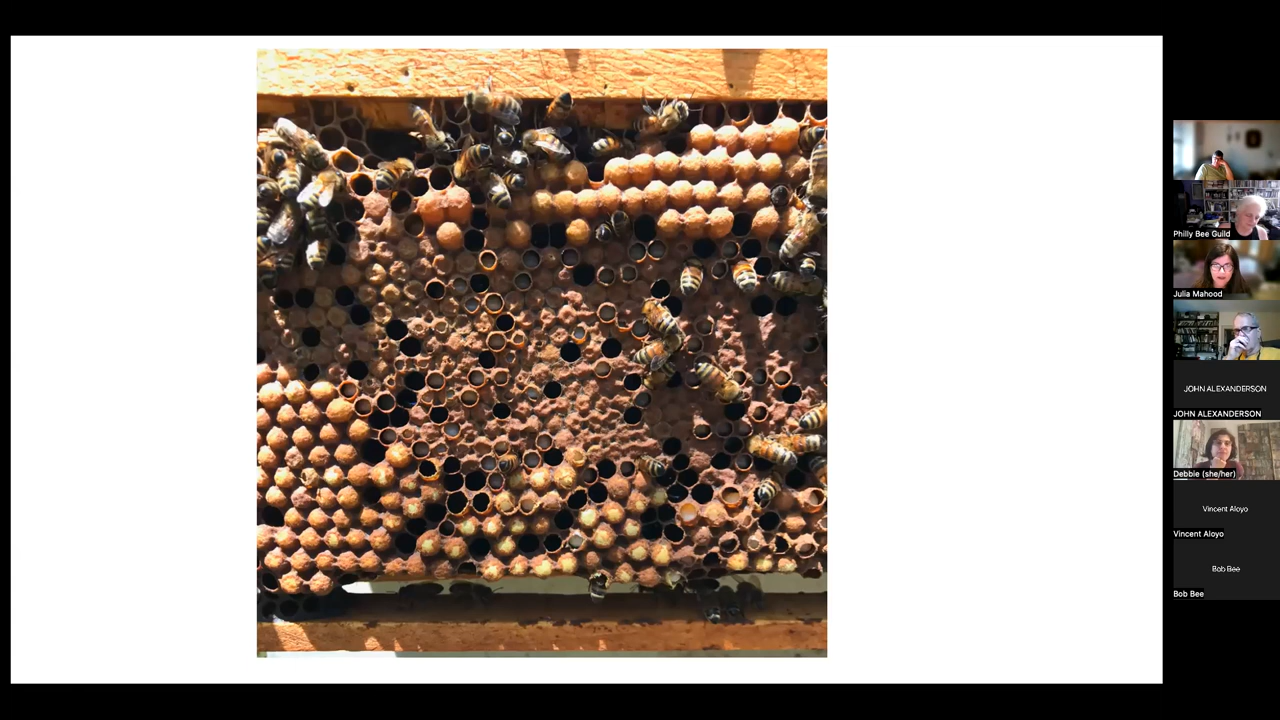 Philly Bee Guild
Julia Mahood
JOHN ALEXANDERSON
JOHN ALEXANDERSON
Debbie (she/her)
Vincent Aloyo
Vincent Aloyo
Bob Bee
Bob Bee